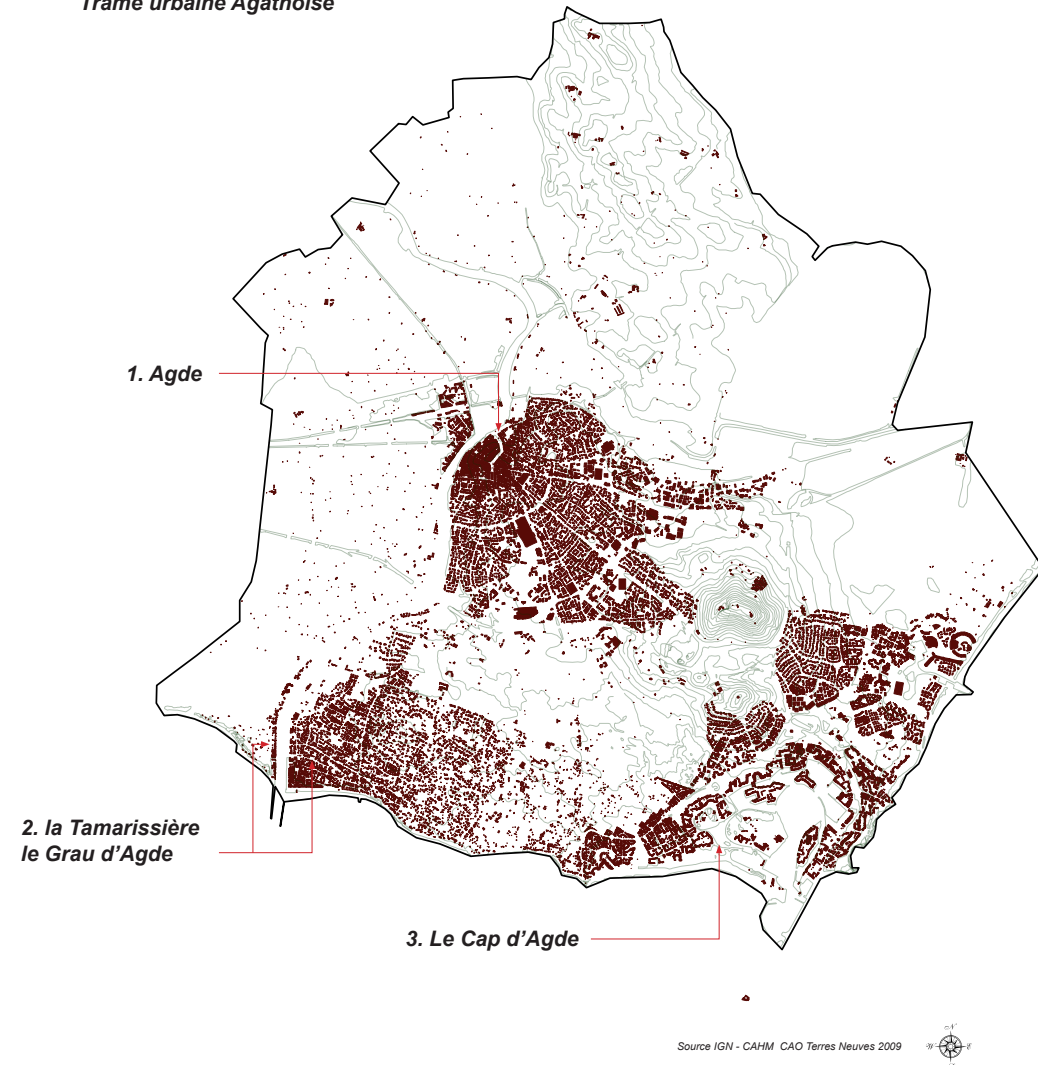 Trame urbaine Agathoise
1. Agde
2. la Tamarissière
le Grau d'Agde
3. Le Cap d'Agde
Source IGN - CAHM CAO Terres Neuves 2009
N
W
E